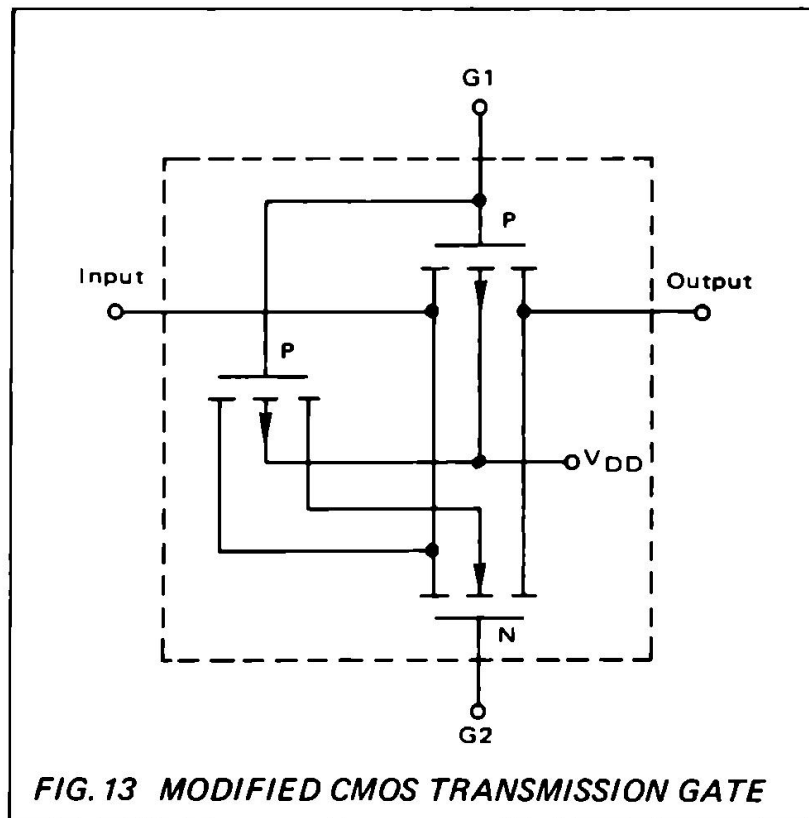 G1
P
Input
Output
P
VDD
N
G2
FIG. 13 MODIFIED CMOS TRANSMISSION GATE